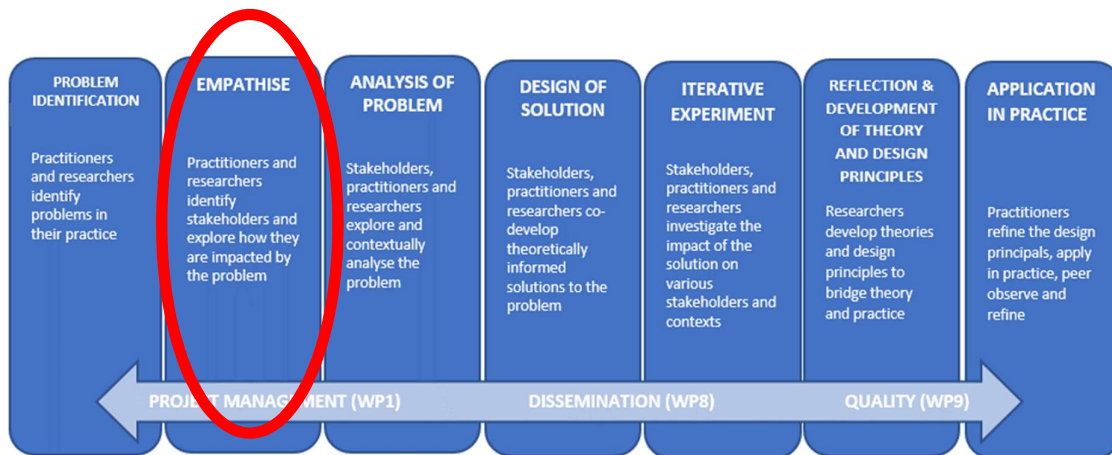 PROBLEM
IDENTIFICATION
Practitioners
and researchers
identify
problems in
their practice
EMPATHISE
Practitioners and
researchers
identify
stakeholders and
explore how they
are impacted by
the problem
ANALYSIS OF
PROBLEM
Stakeholders,
practitioners and
researchers
explore and
contextually
analyse the
problem
DESIGN OF
SOLUTION
Stakeholders,
practitioners and
researchers co-
develop
theoretically
informed
solutions to the
problem
ITERATIVE
EXPERIMENT
Stakeholders,
practitioners and
researchers
investigate the
impact of the
solution on
various
stakeholders and
contexts
REFLECTION &
DEVELOPMENT
OF THEORY
AND DESIGN
PRINCIPLES
Researchers
develop theories
and design
principles to
bridge theory
and practice
APPLICATION
IN PRACTICE
Practitioners
refine the design
principals, apply
in practice, peer
observe and
refine
PROJECT MANAGEMENT (WP1)
DISSEMINATION (WP8)
QUALITY (WP9)